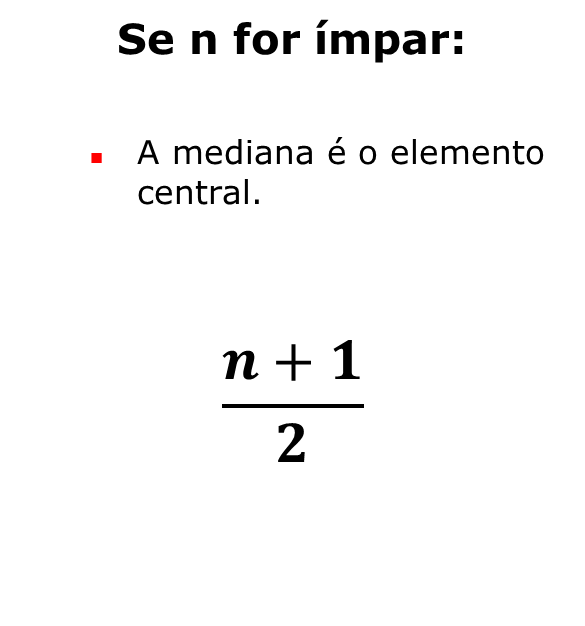 Se n for ímpar:
A mediana é o elemento
central.
n + 1
2